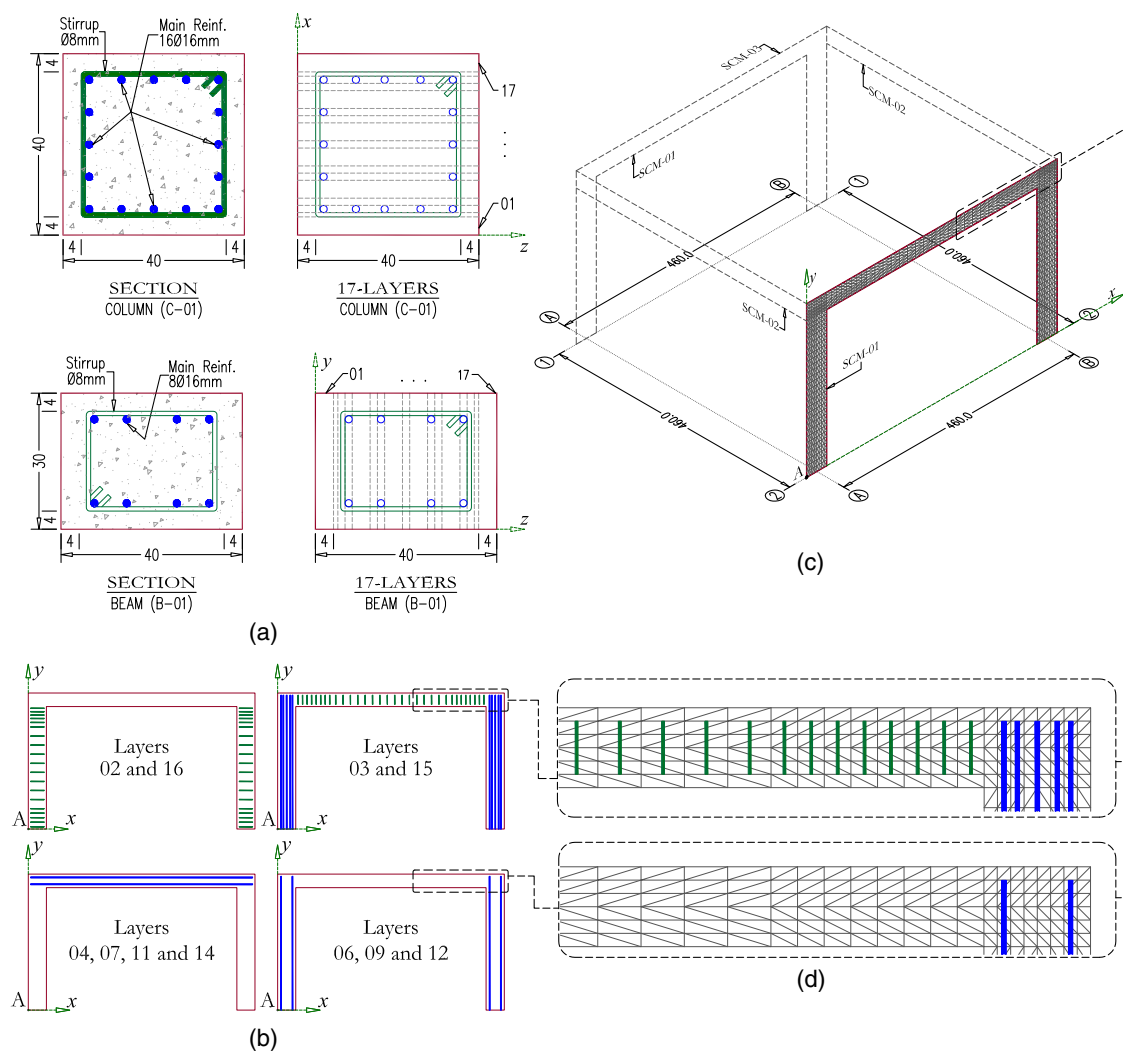 Stirrup
Ø8mm
Main Reinf.
16Ø16mm
x
4
40
4
17
.
.
.
01
z
4
40
4
4
40
4
SECTION
COLUMN (C-01)
17-LAYERS
COLUMN (C-01)
Stirrup
Ø8mm
Main Reinf.
8Ø16mm
y
01 . . . 17
4
30
4
z
4
40
4
4
40
4
SECTION
BEAM (B-01)
17-LAYERS
BEAM (B-01)
(a)
SCM-03
SCM-02
SCM-01
B
1
460.0
460.0
y
x
SCM-02
SCM-01
A
1
2
B
460.0
460.0
A
2
A
(c)
y
Layers
02 and 16
A
x
y
Layers
03 and 15
A
x
y
Layers
04, 07, 11 and 14
A
x
y
Layers
06, 09 and 12
A
x
(b)
(d)